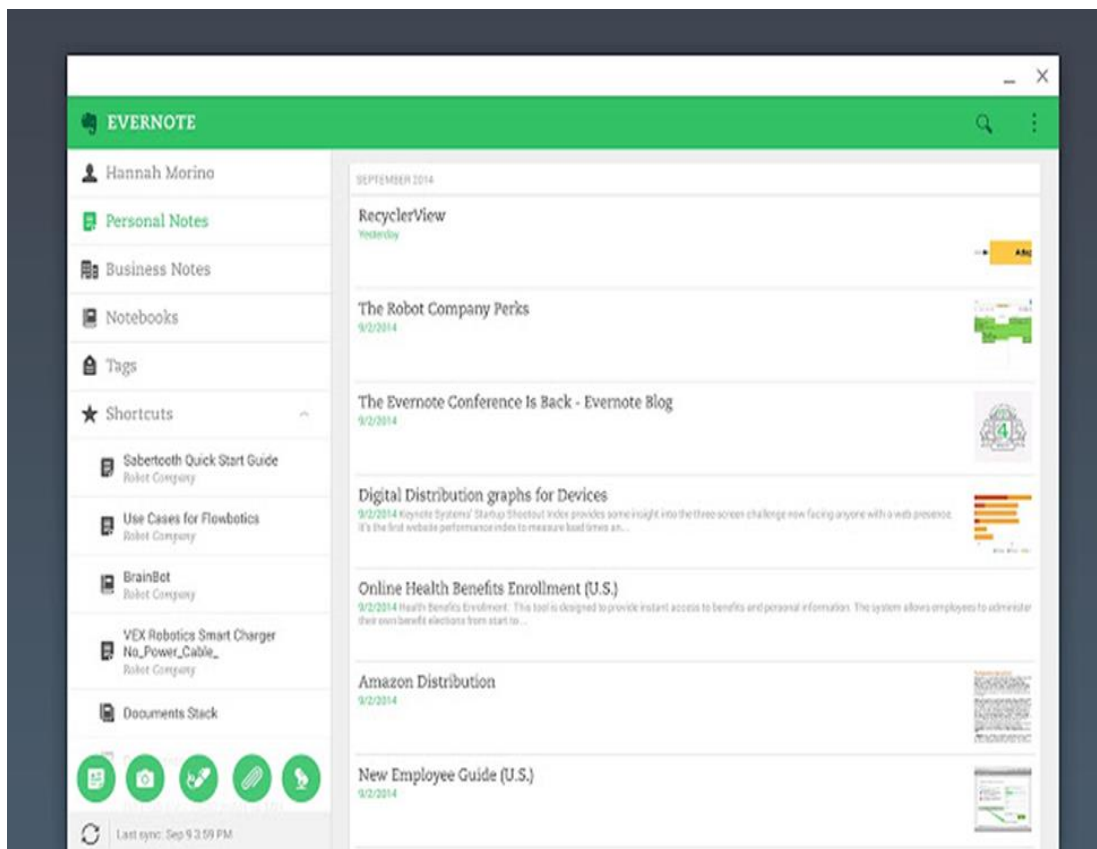 EVERNOTE
Hannah Morino
Personal Notes
Business Notes
Notebooks
Tags
Shortcuts
Sabertooth Quick Start Guide
Robot Company
Use Cases for Flowbotics
Robot Company
BrainBot
Robot Company
VEX Robotics Smart Charger
No_Power_Cable_
Robot Company
Documents Stack
Last sync: Sep 9 3:59 PM
SEPTEMBER 2014
RecyclerView
Yesterday
Adap
The Robot Company Perks
9/2/2014
The Evernote Conference Is Back - Evernote Blog
9/2/2014
4
Digital Distribution graphs for Devices
9/2/2014 Keynote Systems' Startup Shootout Index provides some insight into the three-screen challenge now facing anyone with a web presence.
It's the first website performance index to measure load times an...
Online Health Benefits Enrollment (U.S.)
9/2/2014 Health Benefits Enrollment: This tool is designed to provide instant access to benefits and personal information. The system allows employees to administer
their own benefit elections from start to...
Amazon Distribution
9/2/2014
New Employee Guide (U.S.)
9/2/2014